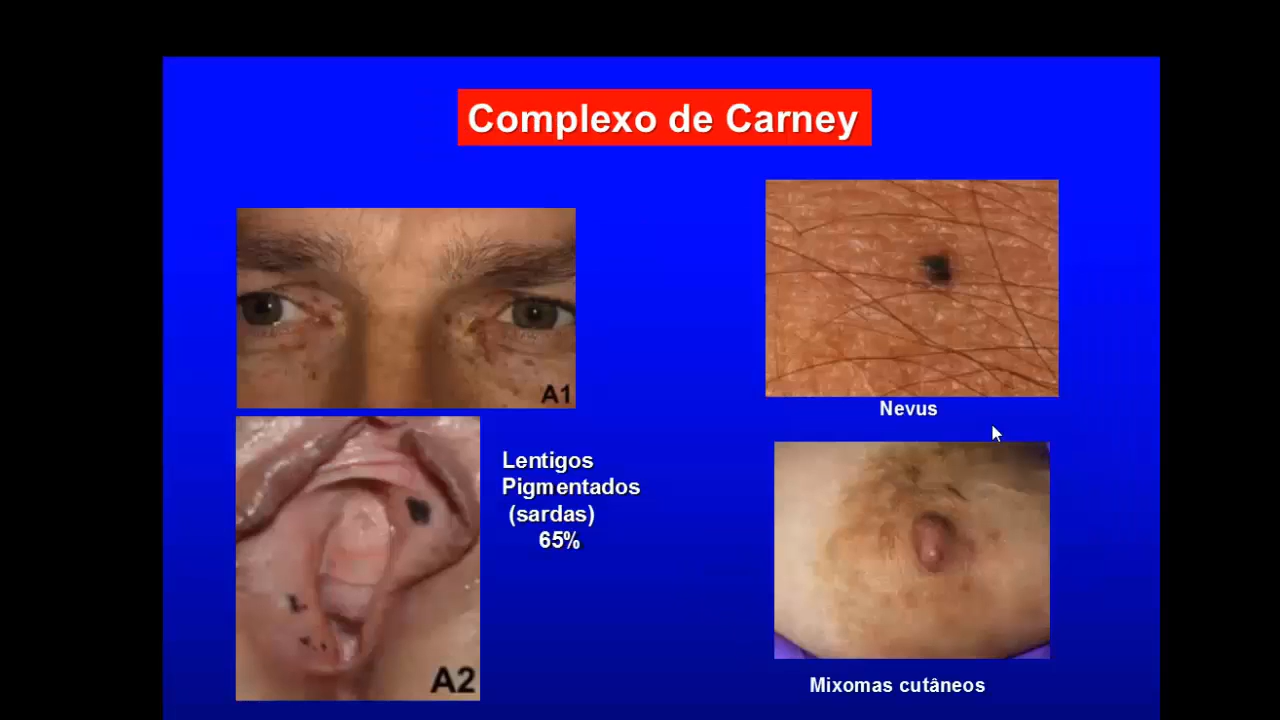 Complexo de Carney
A1
Lentigos
Pigmentados
(sardas)
65%
A2
Nevus
Mixomas cutâneos